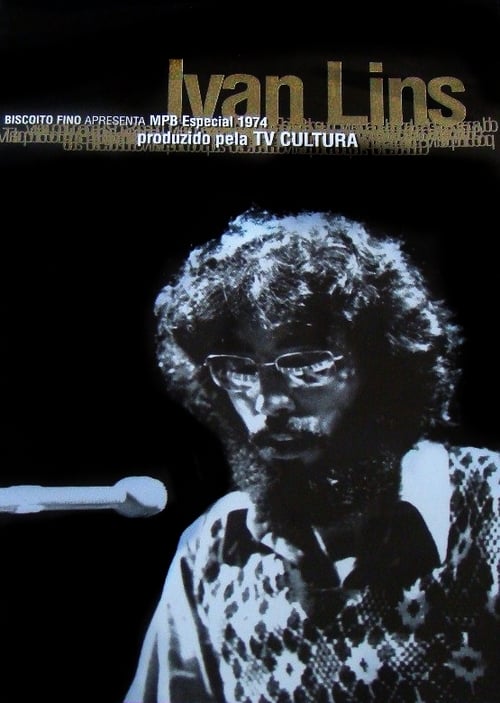 Ivan Lins
BISCOITO FINO APRESENTA MPB Especial 1974
produzido pela TV CULTURA